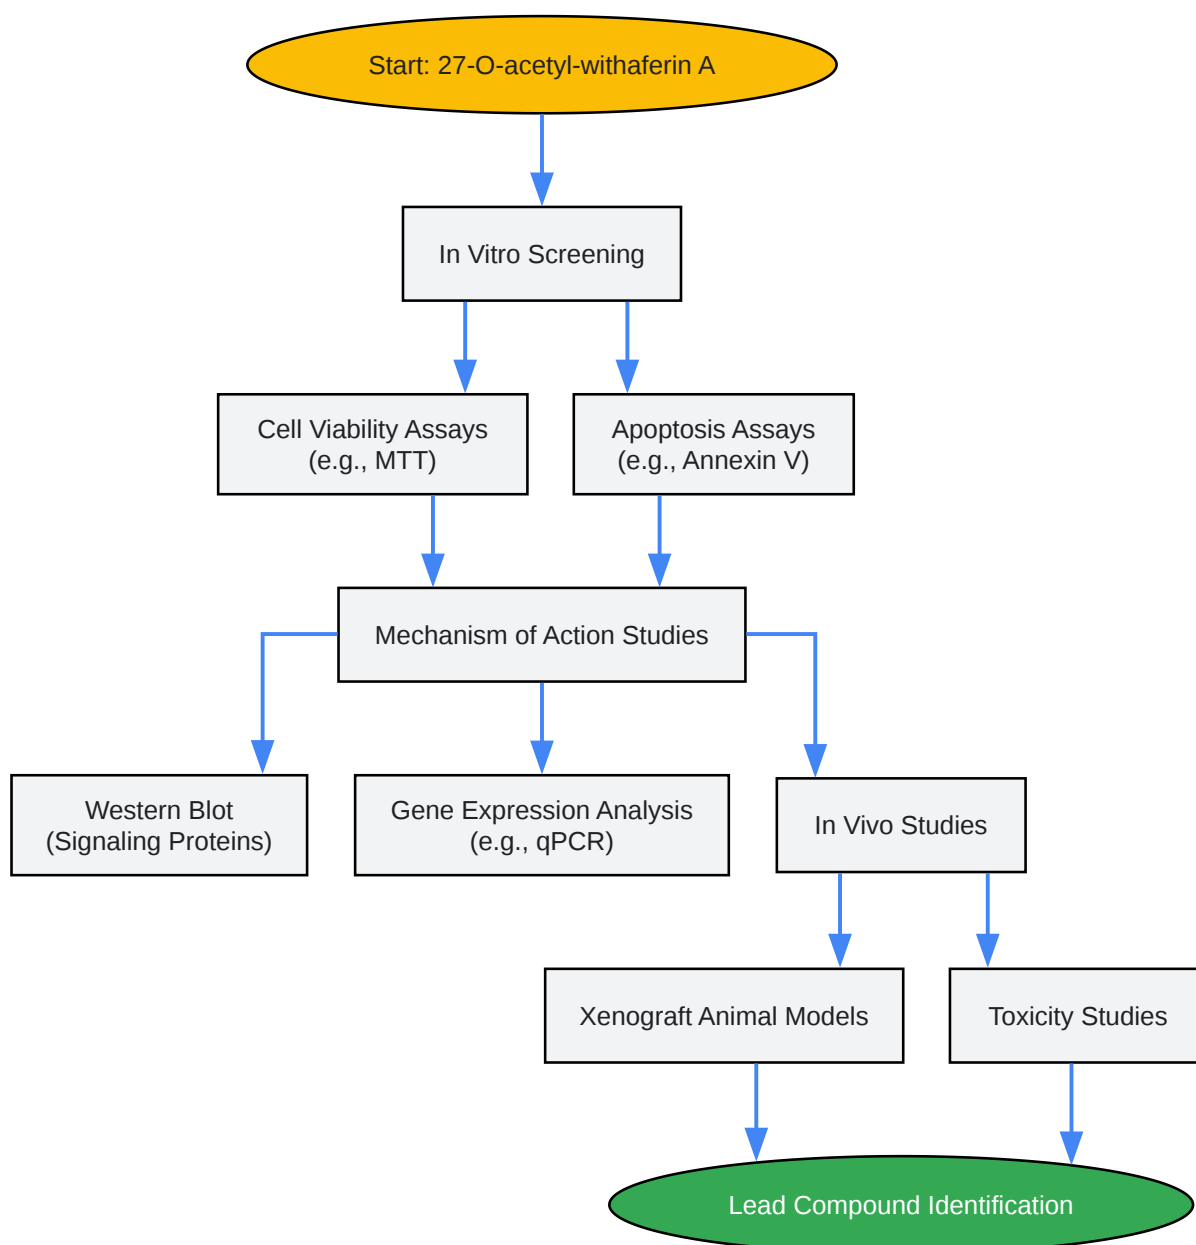 Start: 27-O-acetyl-withaferin A
In Vitro Screening
Cell Viability Assays
(e.g., MTT)
Apoptosis Assays
(e.g., Annexin V)
Mechanism of Action Studies
Western Blot
(Signaling Proteins)
Gene Expression Analysis
(e.g., qPCR)
In Vivo Studies
Xenograft Animal Models
Toxicity Studies
Lead Compound Identification